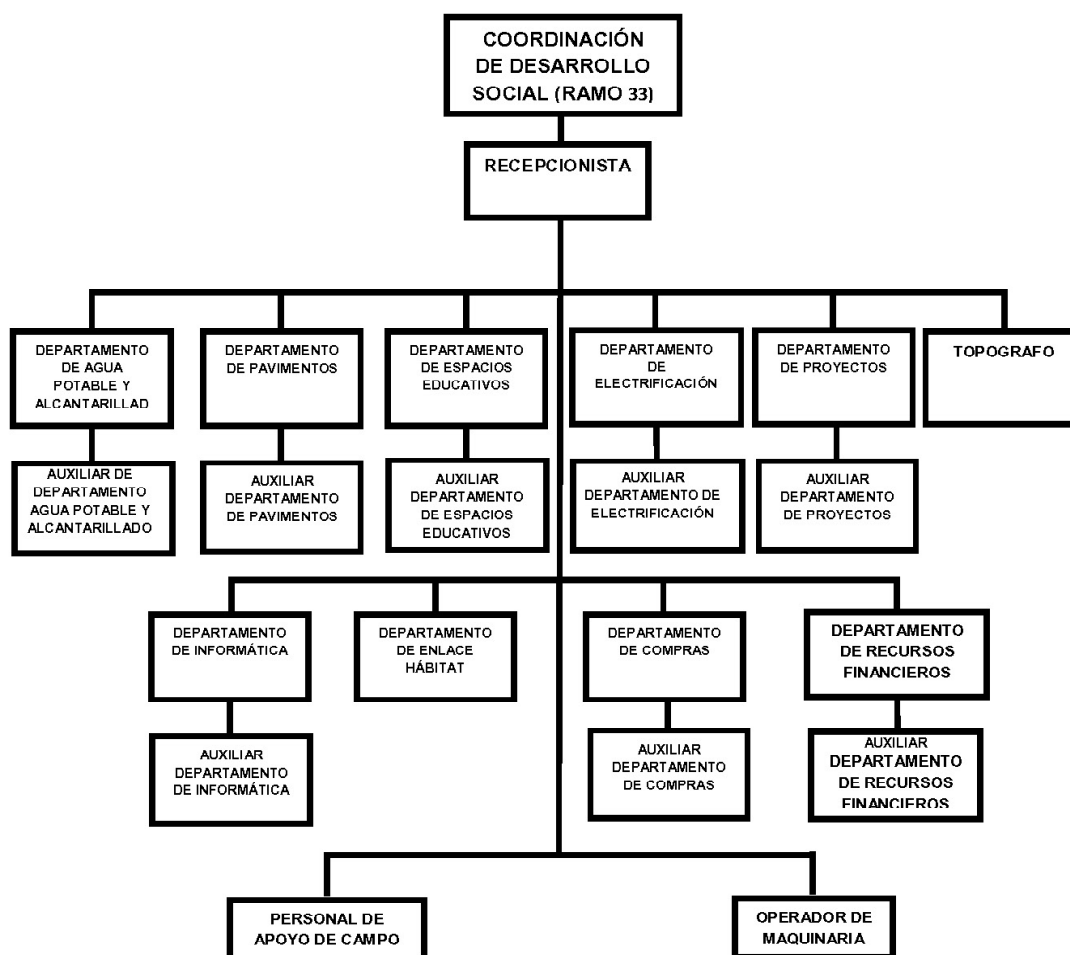 COORDINACIÓN
DE DESARROLLO
SOCIAL (RAMO 33)
RECEPCIONISTA
DEPARTAMENTO
DE AGUA
POTABLE Y
ALCANTARILLAD
DEPARTAMENTO
DE PAVIMENTOS
DEPARTAMENTO
DE ESPACIOS
EDUCATIVOS
DEPARTAMENTO
DE
ELECTRIFICACIÓN
DEPARTAMENTO
DE PROYECTOS
TOPOGRAFO
AUXILIAR DE
DEPARTAMENTO
AGUA POTABLE Y
ALCANTARILLADO
AUXILIAR
DEPARTAMENTO
DE PAVIMENTOS
AUXILIAR
DEPARTAMENTO
DE ESPACIOS
EDUCATIVOS
AUXILIAR
DEPARTAMENTO DE
ELECTRIFICACIÓN
AUXILIAR
DEPARTAMENTO
DE PROYECTOS
DEPARTAMENTO
DE INFORMÁTICA
DEPARTAMENTO
DE ENLACE
HÁBITAT
DEPARTAMENTO
DE COMPRAS
DEPARTAMENTO
DE RECURSOS
FINANCIEROS
AUXILIAR
DEPARTAMENTO
DE INFORMÁTICA
AUXILIAR
DEPARTAMENTO
DE COMPRAS
AUXILIAR
DEPARTAMENTO
DE RECURSOS
FINANCIEROS
PERSONAL DE
APOYO DE CAMPO
OPERADOR DE
MAQUINARIA